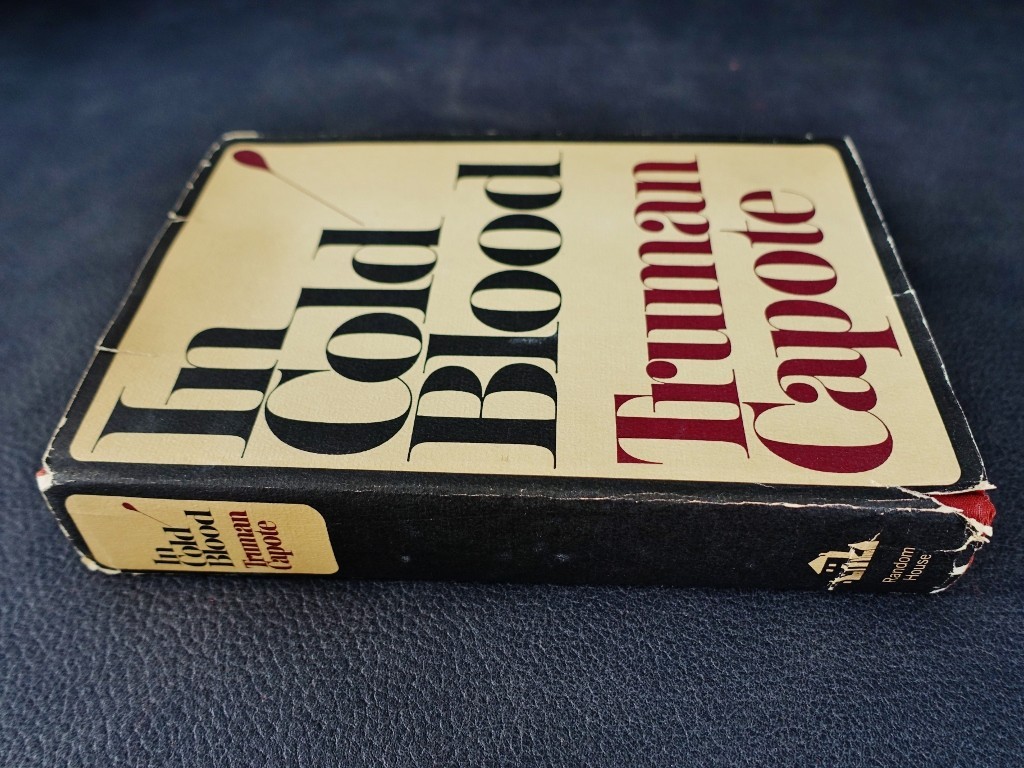 In
Cold
Blood
Truman
Capote
In
Cold
Blood
Truman
Capote
Random
House